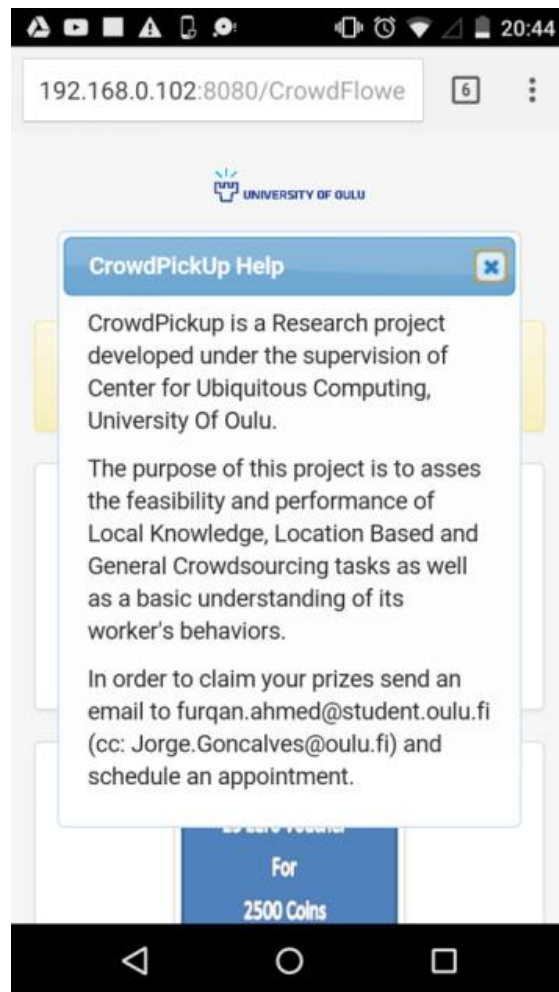 20:44
192.168.0.102:8080/CrowdFlowe
6
UNIVERSITY OF OULU
CrowdPickUp Help
CrowdPickup is a Research project
developed under the supervision of
Center for Ubiquitous Computing,
University Of Oulu.
The purpose of this project is to asses
the feasibility and performance of
Local Knowledge, Location Based and
General Crowdsourcing tasks as well
as a basic understanding of its
worker's behaviors.
In order to claim your prizes send an
email to furqan.ahmed@student.oulu.fi
(cc: Jorge.Goncalves@oulu.fi) and
schedule an appointment.
For
2500 Coins